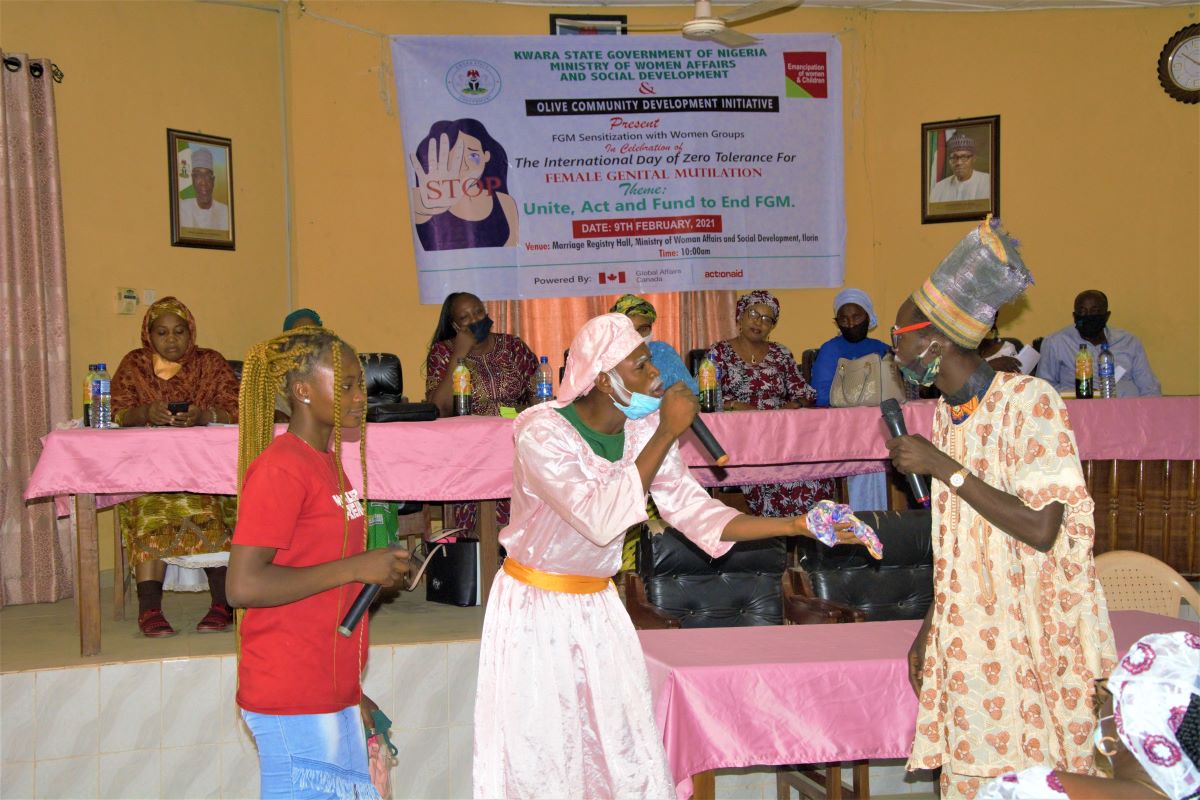 KWARA STATE GOVERNMENT OF NIGERIA
MINISTRY OF WOMEN AFFAIRS
AND SOCIAL DEVELOPMENT
&
OLIVE COMMUNITY DEVELOPMENT INITIATIVE
Emancipation
of women
& Children
Present
FGM Sensitization with Women Groups
In Celebration of
The International Day of Zero Tolerance For
FEMALE GENITAL MUTILATION
STOP
Theme:
Unite, Act and Fund to End FGM.
DATE: 9TH FEBRUARY, 2021
Venue: Marriage Registry Hall, Ministry of Woman Affairs and Social Development, Ilorin
Time: 10:00am
Powered By:
Global Affairs
Canada
actionaid